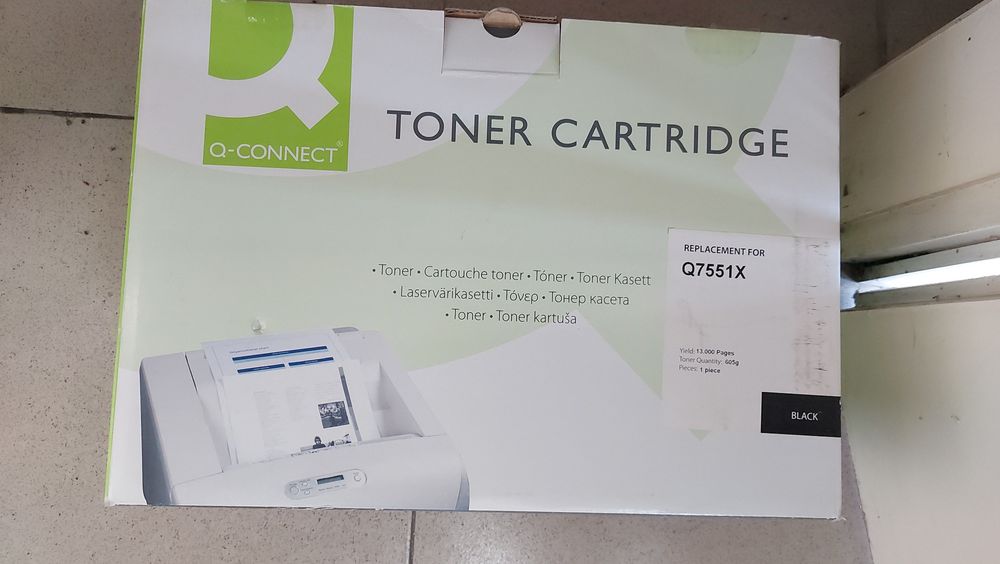 Q-CONNECT®
TONER CARTRIDGE
• Toner • Cartouche toner • Tóner • Toner Kasett
• Laservärikasetti • Τόνερ • Тонер касета
• Toner • Toner kartuša
REPLACEMENT FOR
Q7551X
Yield: 13.000 Pages
Toner Quantity: 605g
Pieces: 1 piece
BLACK